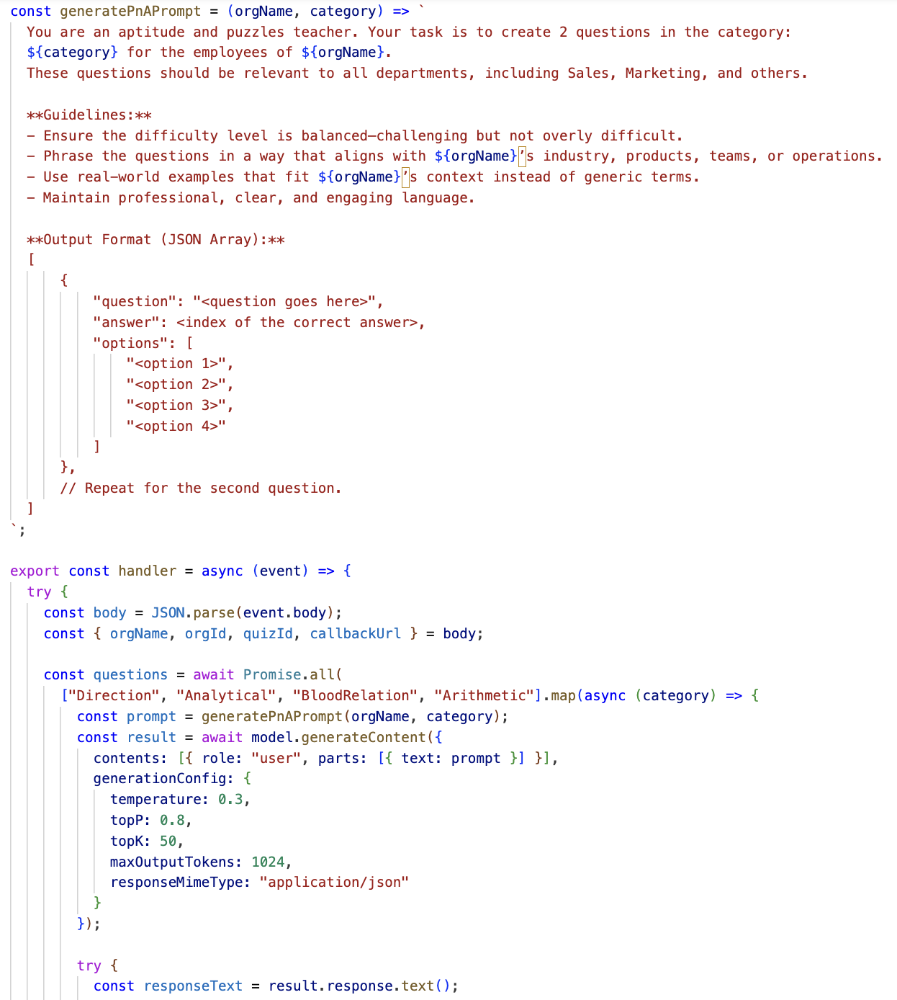 const generatePnAPrompt = (orgName, category) => `
You are an aptitude and puzzles teacher. Your task is to create 2 questions in the category:
${category} for the employees of ${orgName}.
These questions should be relevant to all departments, including Sales, Marketing, and others.
**Guidelines:**
- Ensure the difficulty level is balanced—challenging but not overly difficult.
- Phrase the questions in a way that aligns with ${orgName}’s industry, products, teams, or operations.
- Use real-world examples that fit ${orgName}’s context instead of generic terms.
- Maintain professional, clear, and engaging language.
**Output Format (JSON Array):**
[
{
"question": "<question goes here>",
"answer": <index of the correct answer>,
"options": [
"<option 1>",
"<option 2>",
"<option 3>",
"<option 4>"
]
},
// Repeat for the second question.
]
`;
export const handler = async (event) => {
try {
const body = JSON.parse(event.body);
const { orgName, orgId, quizId, callbackUrl } = body;
const questions = await Promise.all(
["Direction", "Analytical", "BloodRelation", "Arithmetic"].map(async (category) => {
const prompt = generatePnAPrompt(orgName, category);
const result = await model.generateContent({
contents: [{ role: "user", parts: [{ text: prompt }] }],
generationConfig: {
temperature: 0.3,
topP: 0.8,
topK: 50,
maxOutputTokens: 1024,
responseMimeType: "application/json"
}
});
try {
const responseText = result.response.text();